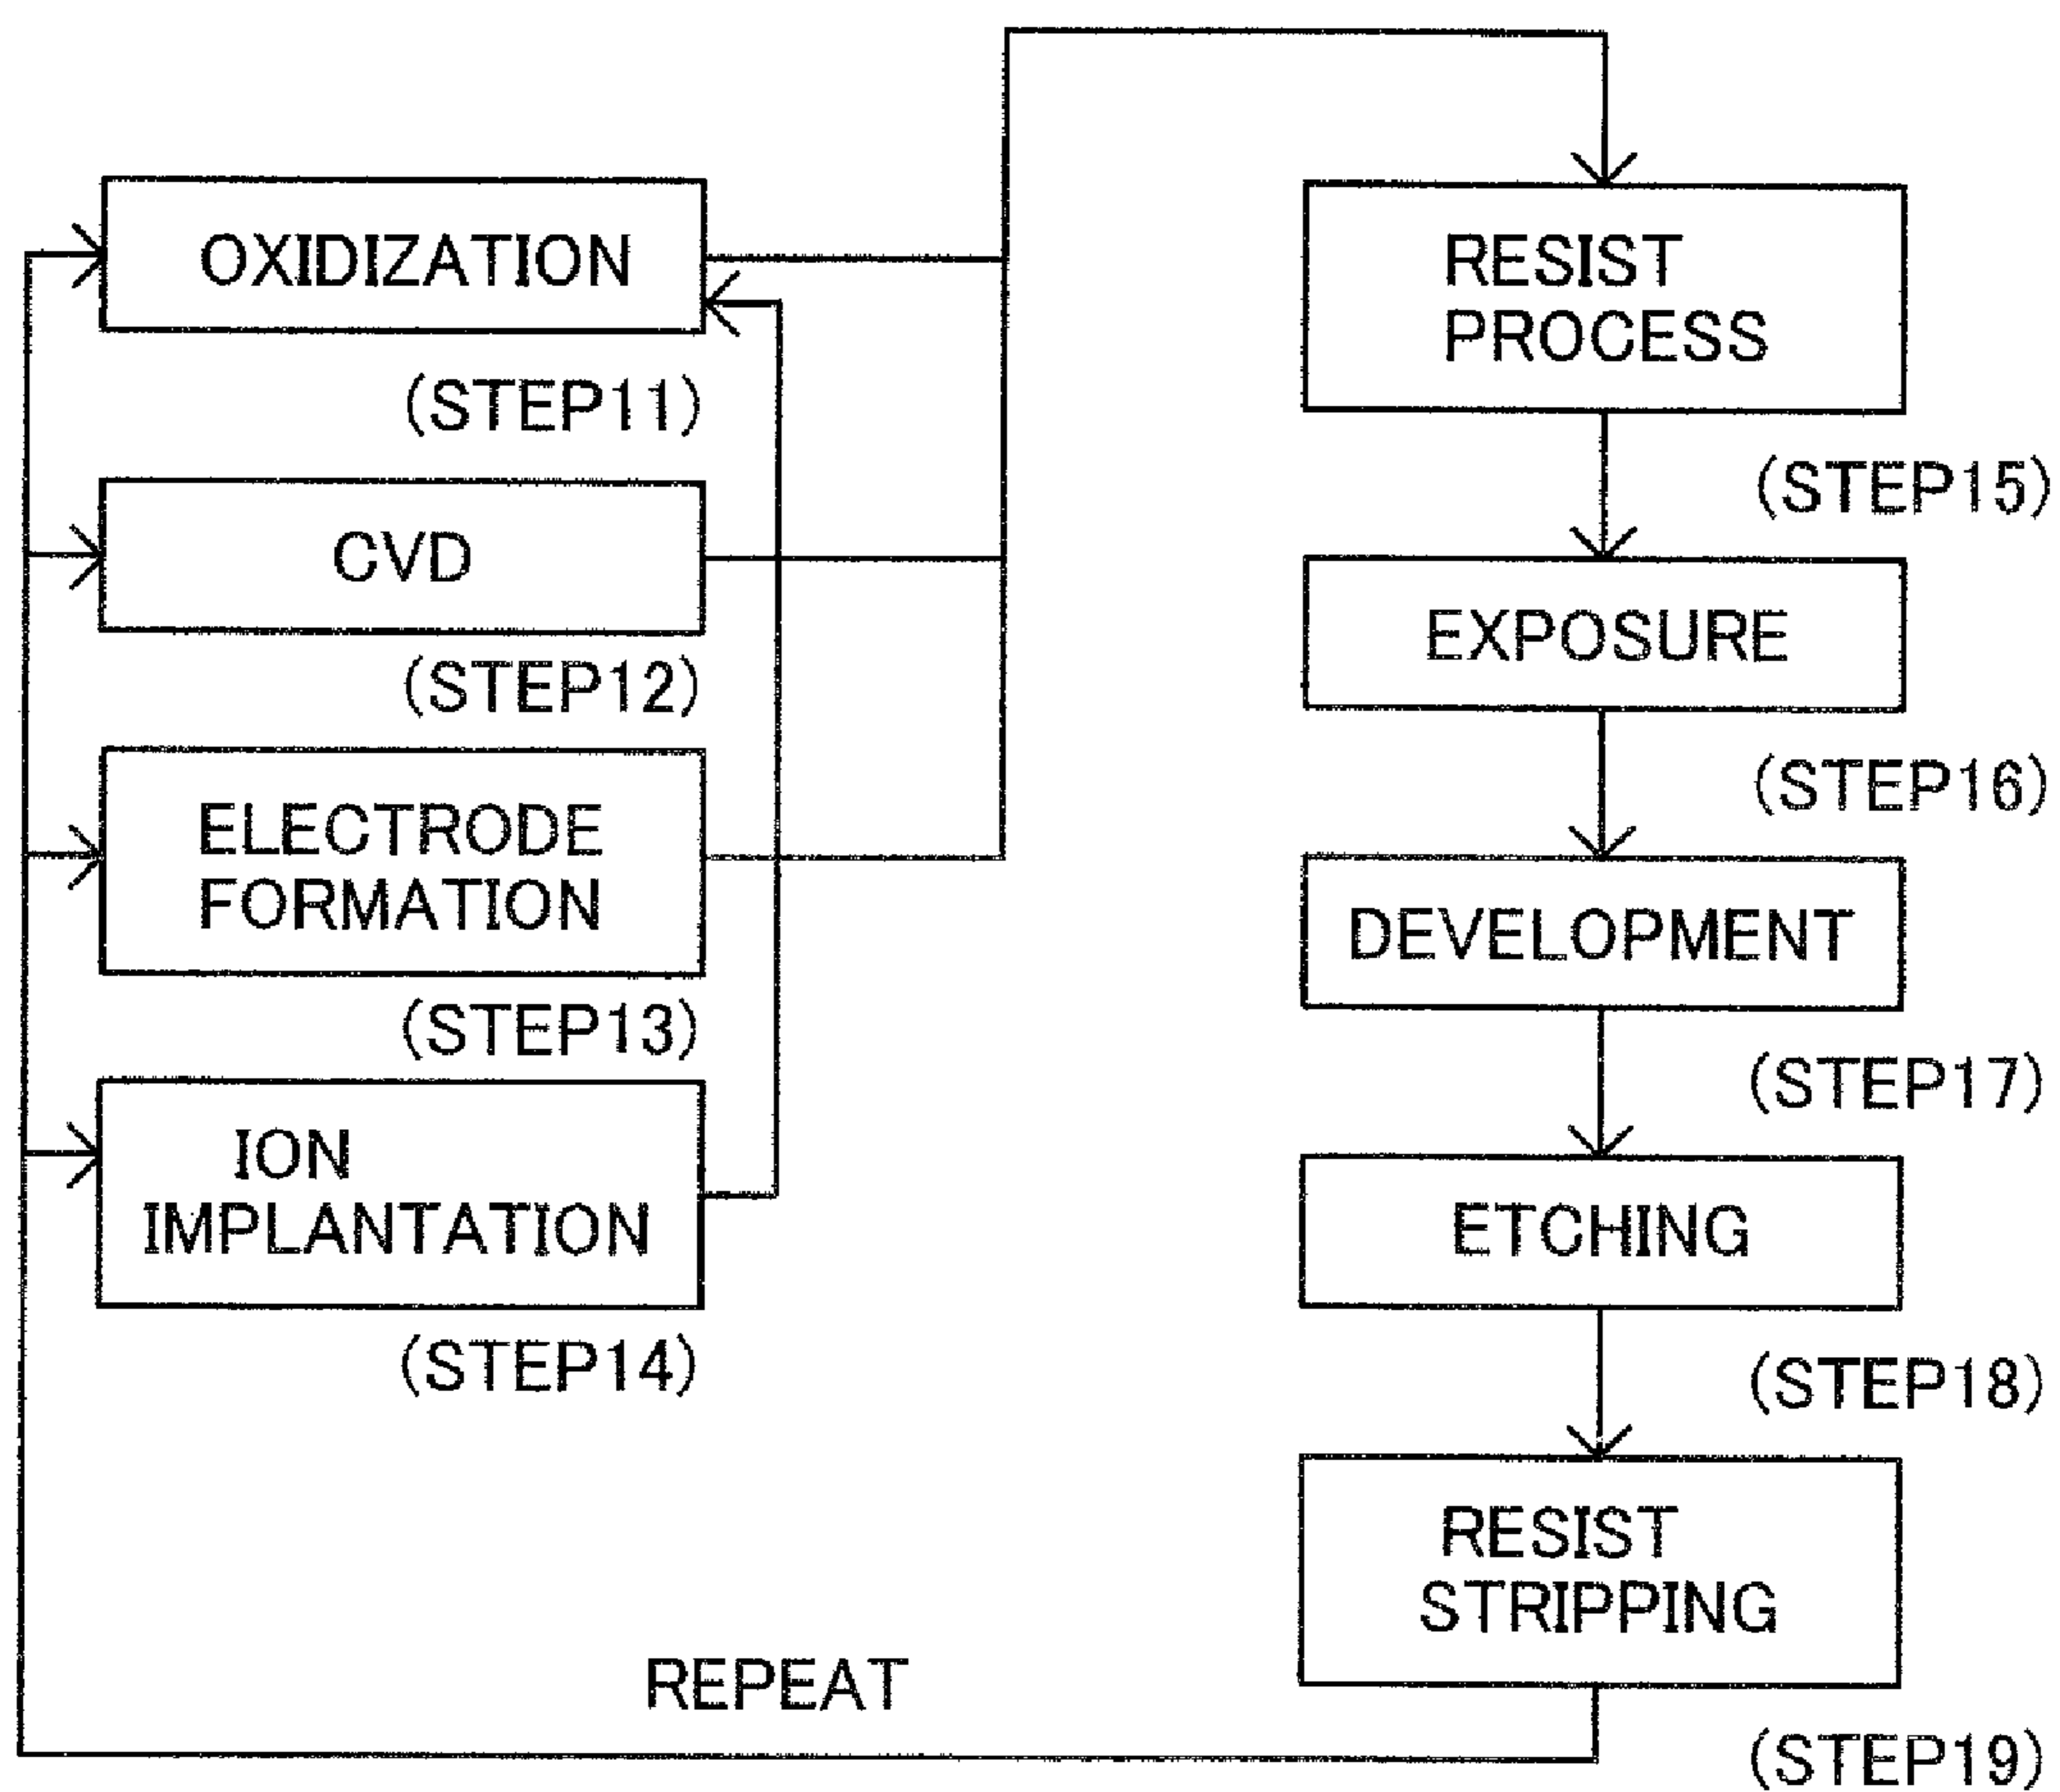 OXIDIZATION
(STEP11)
CVD
(STEP12)
ELECTRODE
FORMATION
(STEP13)
ION
IMPLANTATION
(STEP14)
RESIST
PROCESS
(STEP15)
EXPOSURE
(STEP16)
DEVELOPMENT
(STEP17)
ETCHING
(STEP18)
RESIST
STRIPPING
(STEP19)
REPEAT